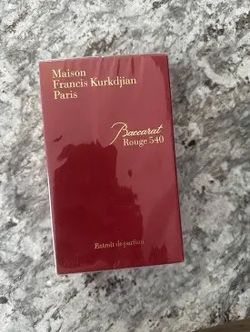 Maison
Francis Kurkdjian
Paris
Baccarat
Rouge 540
Extrait de parfum